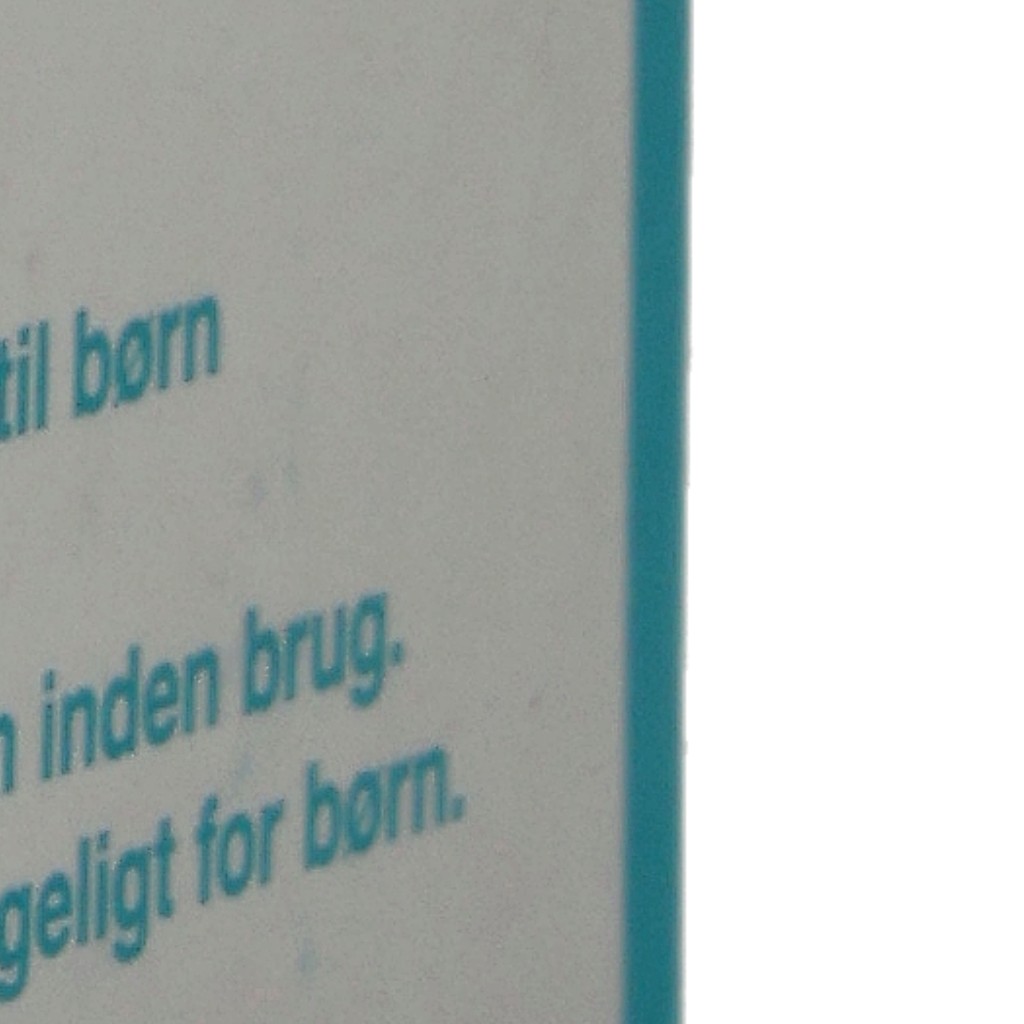 til børn
inden brug.
geligt for børn.